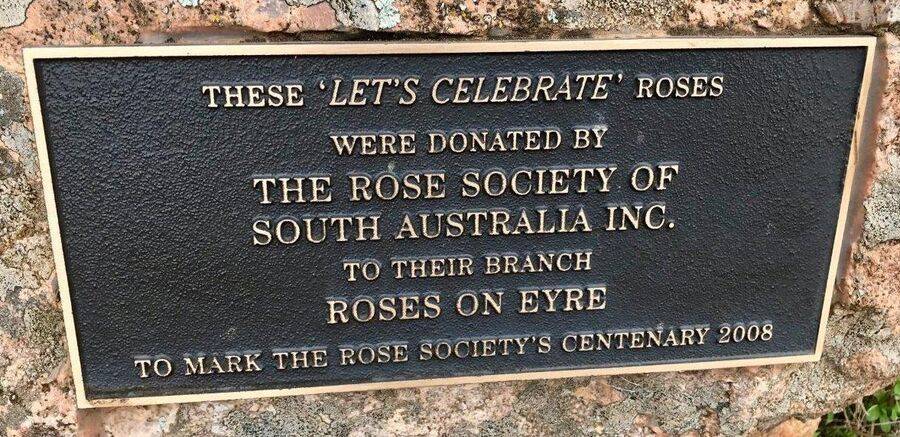 THESE ‘LET’S CELEBRATE’ ROSES
WERE DONATED BY
THE ROSE SOCIETY OF
SOUTH AUSTRALIA INC.
TO THEIR BRANCH
ROSES ON EYRE
TO MARK THE ROSE SOCIETY’S CENTENARY 2008